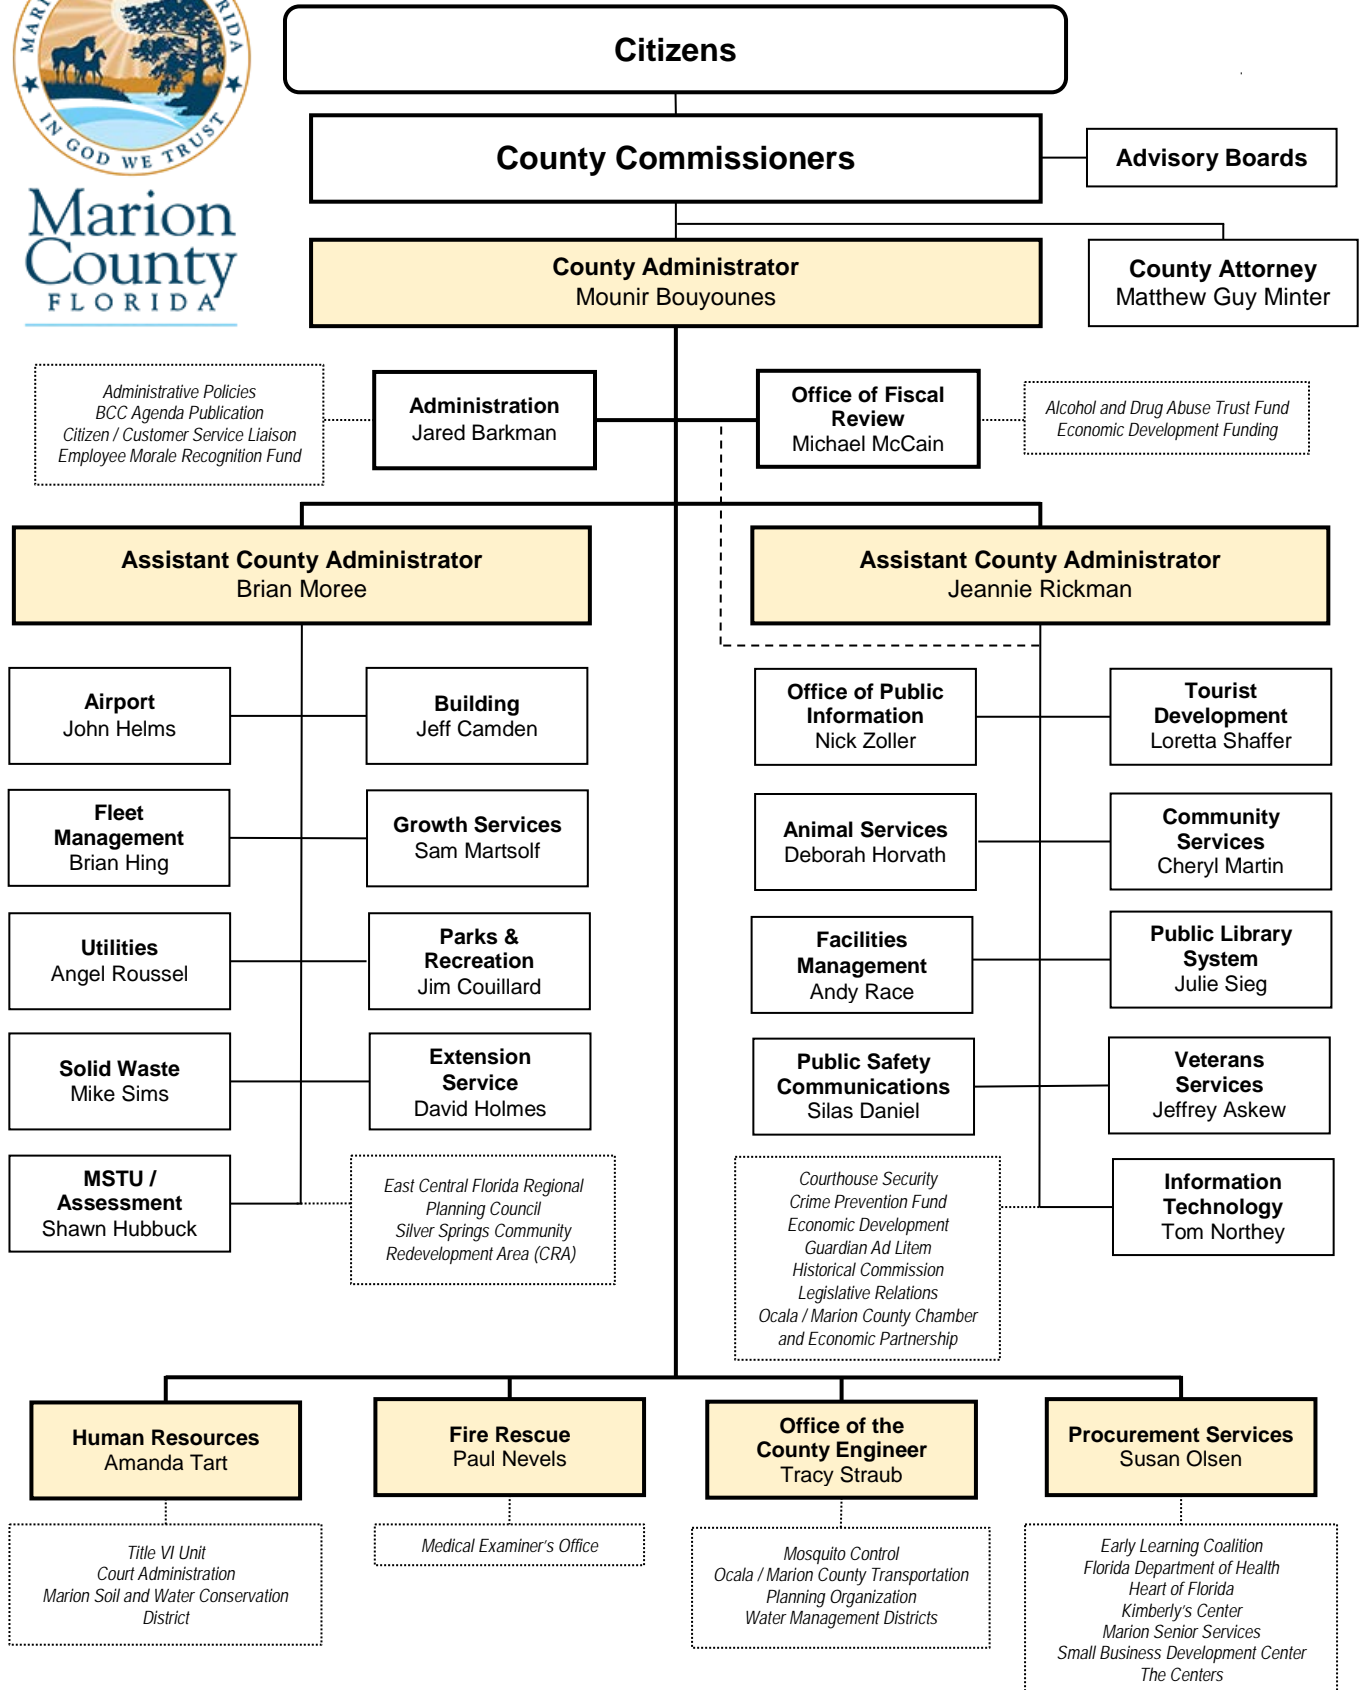 IN GOD WE TRUST
Marion
County
FLORIDA
Citizens
County Commissioners
Advisory Boards
County Administrator
Mounir Bouyounes
County Attorney
Matthew Guy Minter
Administrative Policies
BCC Agenda Publication
Citizen / Customer Service Liaison
Employee Morale Recognition Fund
Administration
Jared Barkman
Office of Fiscal
Review
Michael McCain
Alcohol and Drug Abuse Trust Fund
Economic Development Funding
Assistant County Administrator
Brian Moree
Assistant County Administrator
Jeannie Rickman
Airport
John Helms
Building
Jeff Camden
Office of Public
Information
Nick Zoller
Tourist
Development
Loretta Shaffer
Fleet
Management
Brian Hing
Growth Services
Sam Martsolf
Animal Services
Deborah Horvath
Community
Services
Cheryl Martin
Utilities
Angel Roussel
Parks &
Recreation
Jim Couillard
Facilities
Management
Andy Race
Public Library
System
Julie Sieg
Solid Waste
Mike Sims
Extension
Service
David Holmes
Public Safety
Communications
Silas Daniel
Veterans
Services
Jeffrey Askew
MSTU /
Assessment
Shawn Hubbuck
East Central Florida Regional
Planning Council
Silver Springs Community
Redevelopment Area (CRA)
Courthouse Security
Crime Prevention Fund
Economic Development
Guardian Ad Litem
Historical Commission
Legislative Relations
Ocala / Marion County Chamber
and Economic Partnership
Information
Technology
Tom Northey
Human Resources
Amanda Tart
Fire Rescue
Paul Nevels
Office of the
County Engineer
Tracy Straub
Procurement Services
Susan Olsen
Title VI Unit
Court Administration
Marion Soil and Water Conservation
District
Medical Examiner's Office
Mosquito Control
Ocala / Marion County Transportation
Planning Organization
Water Management Districts
Early Learning Coalition
Florida Department of Health
Heart of Florida
Kimberly's Center
Marion Senior Services
Small Business Development Center
The Centers